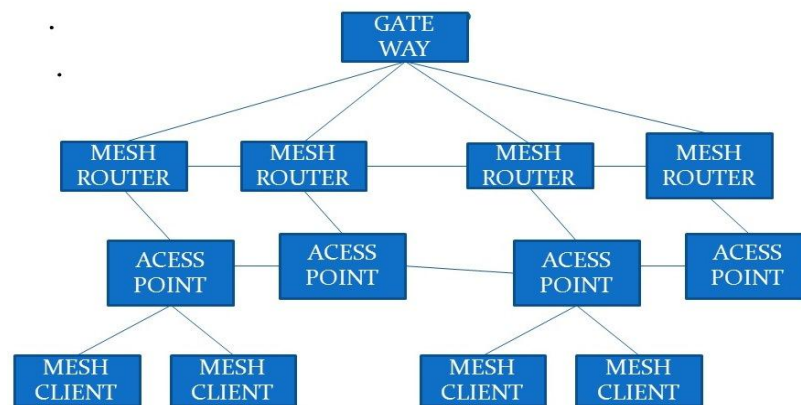 GATE
WAY
MESH
ROUTER
MESH
ROUTER
MESH
ROUTER
MESH
ROUTER
ACESS
POINT
ACESS
POINT
ACESS
POINT
ACESS
POINT
MESH
CLIENT
MESH
CLIENT
MESH
CLIENT
MESH
CLIENT